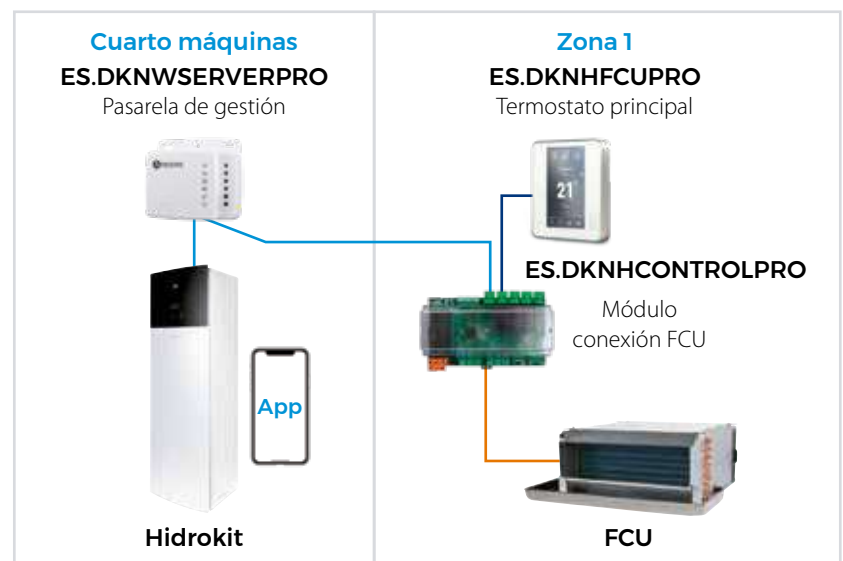 Cuarto máquinas
ES.DKNWSERVERPRO
Pasarela de gestión
App
Hidrokit
Zona 1
ES.DKNHFCUPRO
Termostato principal
21
ES.DKNHCONTROLPRO
Módulo
conexión FCU
FCU